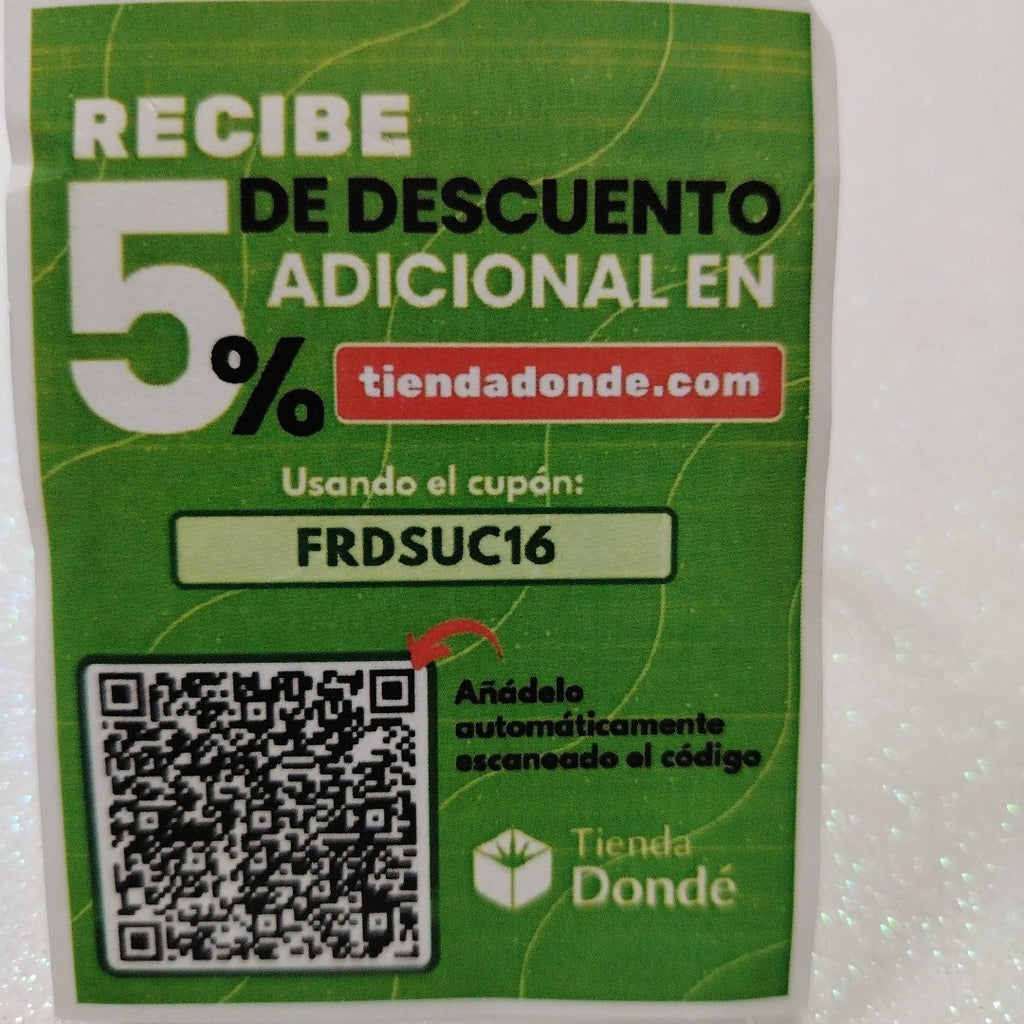 RECIBE
5% DE DESCUENTO
ADICIONAL EN
tiendadonde.com
Usando el cupón:
FRDSUC16
Añádelo
automáticamente
escaneado el código
Tienda
Dondé